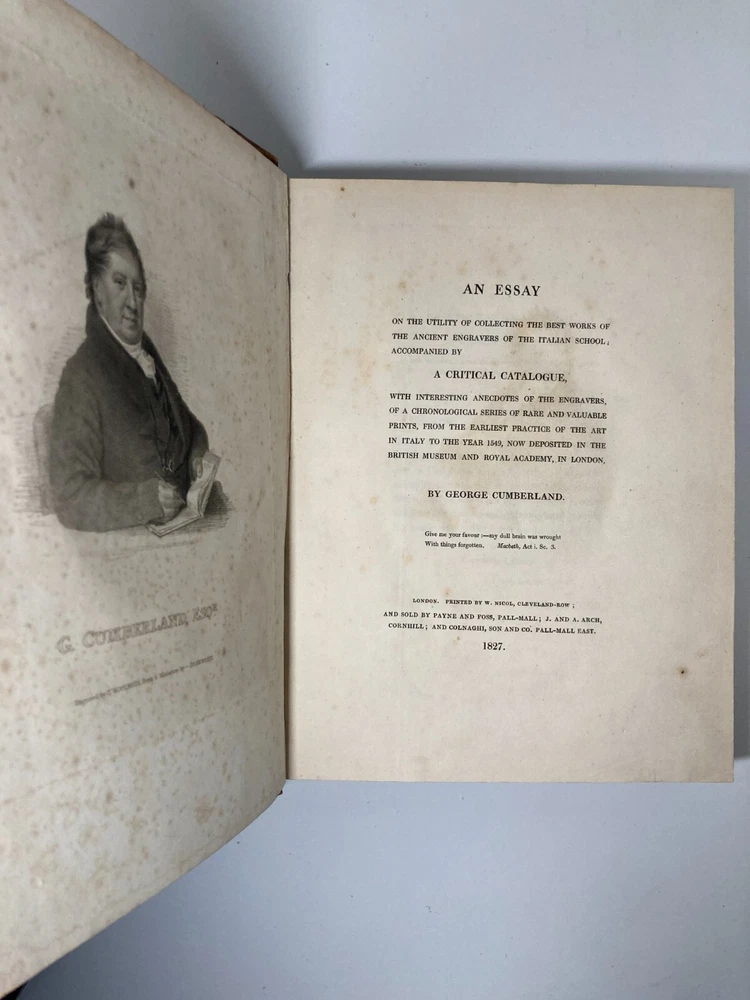 G. CUMBERLAND, ESQR
AN ESSAY
ON THE UTILITY OF COLLECTING THE BEST WORKS OF
THE ANCIENT ENGRAVERS OF THE ITALIAN SCHOOL;
ACCOMPANIED BY
A CRITICAL CATALOGUE,
WITH INTERESTING ANECDOTES OF THE ENGRAVERS,
OF A CHRONOLOGICAL SERIES OF RARE AND VALUABLE
PRINTS, FROM THE EARLIEST PRACTICE OF THE ART
IN ITALY TO THE YEAR 1549, NOW DEPOSITED IN THE
BRITISH MUSEUM AND ROYAL ACADEMY, IN LONDON.
BY GEORGE CUMBERLAND.
Give me your favour:—my dull brain was wrought
With things forgotten. Macbeth, Act i. Sc. 3.
LONDON. PRINTED BY W. NICOL, CLEVELAND-ROW;
AND SOLD BY PAYNE AND FOSS, PALL-MALL; J. AND A. ARCH,
CORNHILL; AND COLNAGHI, SON AND CO. PALL-MALL EAST.
1827.